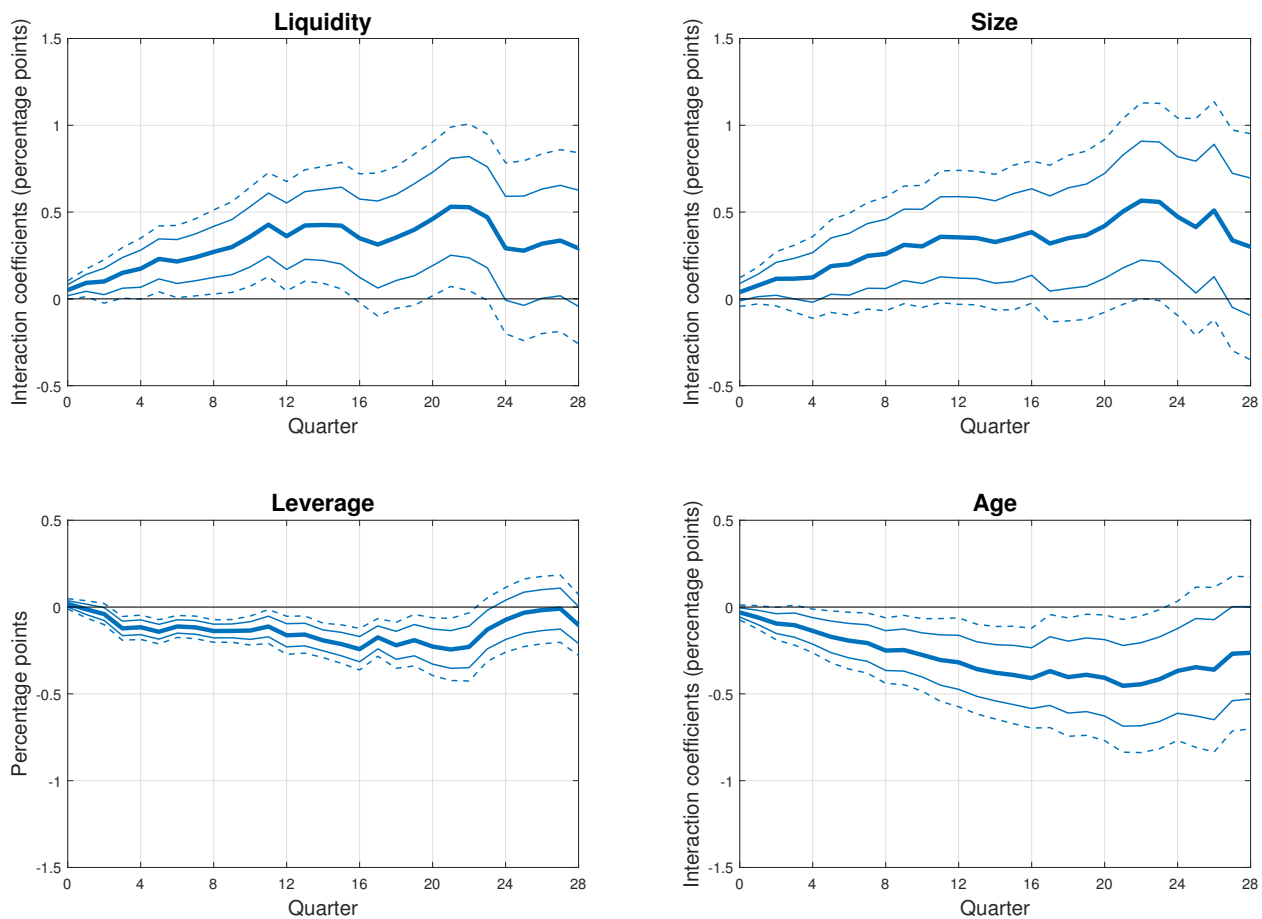 Liquidity
Interaction coefficients (percentage points)
1.5
1
0.5
0
-0.5
0 4 8 12 16 20 24 28
Quarter
Size
Interaction coefficients (percentage points)
1.5
1
0.5
0
-0.5
0 4 8 12 16 20 24 28
Quarter
Leverage
Percentage points
0.5
0
-0.5
-1
-1.5
0 4 8 12 16 20 24 28
Quarter
Age
Interaction coefficients (percentage points)
0.5
0
-0.5
-1
-1.5
0 4 8 12 16 20 24 28
Quarter